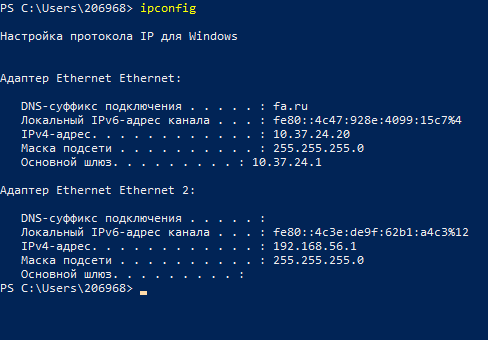 PS C:\Users\206968> ipconfig
Настройка протокола IP для Windows
Адаптер Ethernet Ethernet:
DNS-суффикс подключения . . . . . : fa.ru
Локальный IPv6-адрес канала . . . : fe80::4c47:928e:4099:15c7%4
IPv4-адрес. . . . . . . . . . . . : 10.37.24.20
Маска подсети . . . . . . . . . . : 255.255.255.0
Основной шлюз. . . . . . . . . : 10.37.24.1
Адаптер Ethernet Ethernet 2:
DNS-суффикс подключения . . . . . :
Локальный IPv6-адрес канала . . . : fe80::4c3e:de9f:62b1:a4c3%12
IPv4-адрес. . . . . . . . . . . . : 192.168.56.1
Маска подсети . . . . . . . . . . : 255.255.255.0
Основной шлюз. . . . . . . . . :
PS C:\Users\206968>